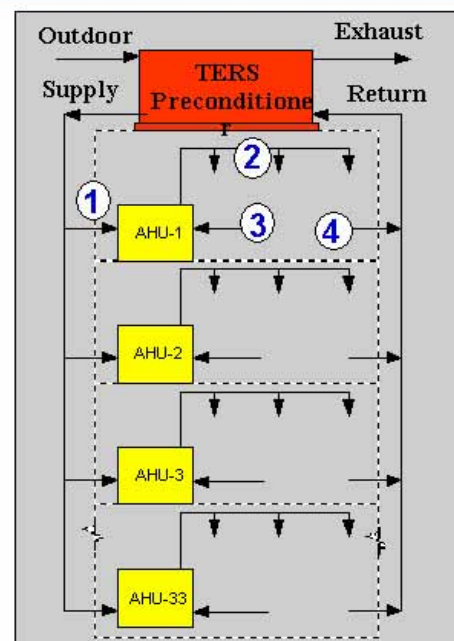 Outdoor
Exhaust
TERS
Preconditione
r
Supply
Return
2
1
3
4
AHU-1
AHU-2
AHU-3
AHU-33